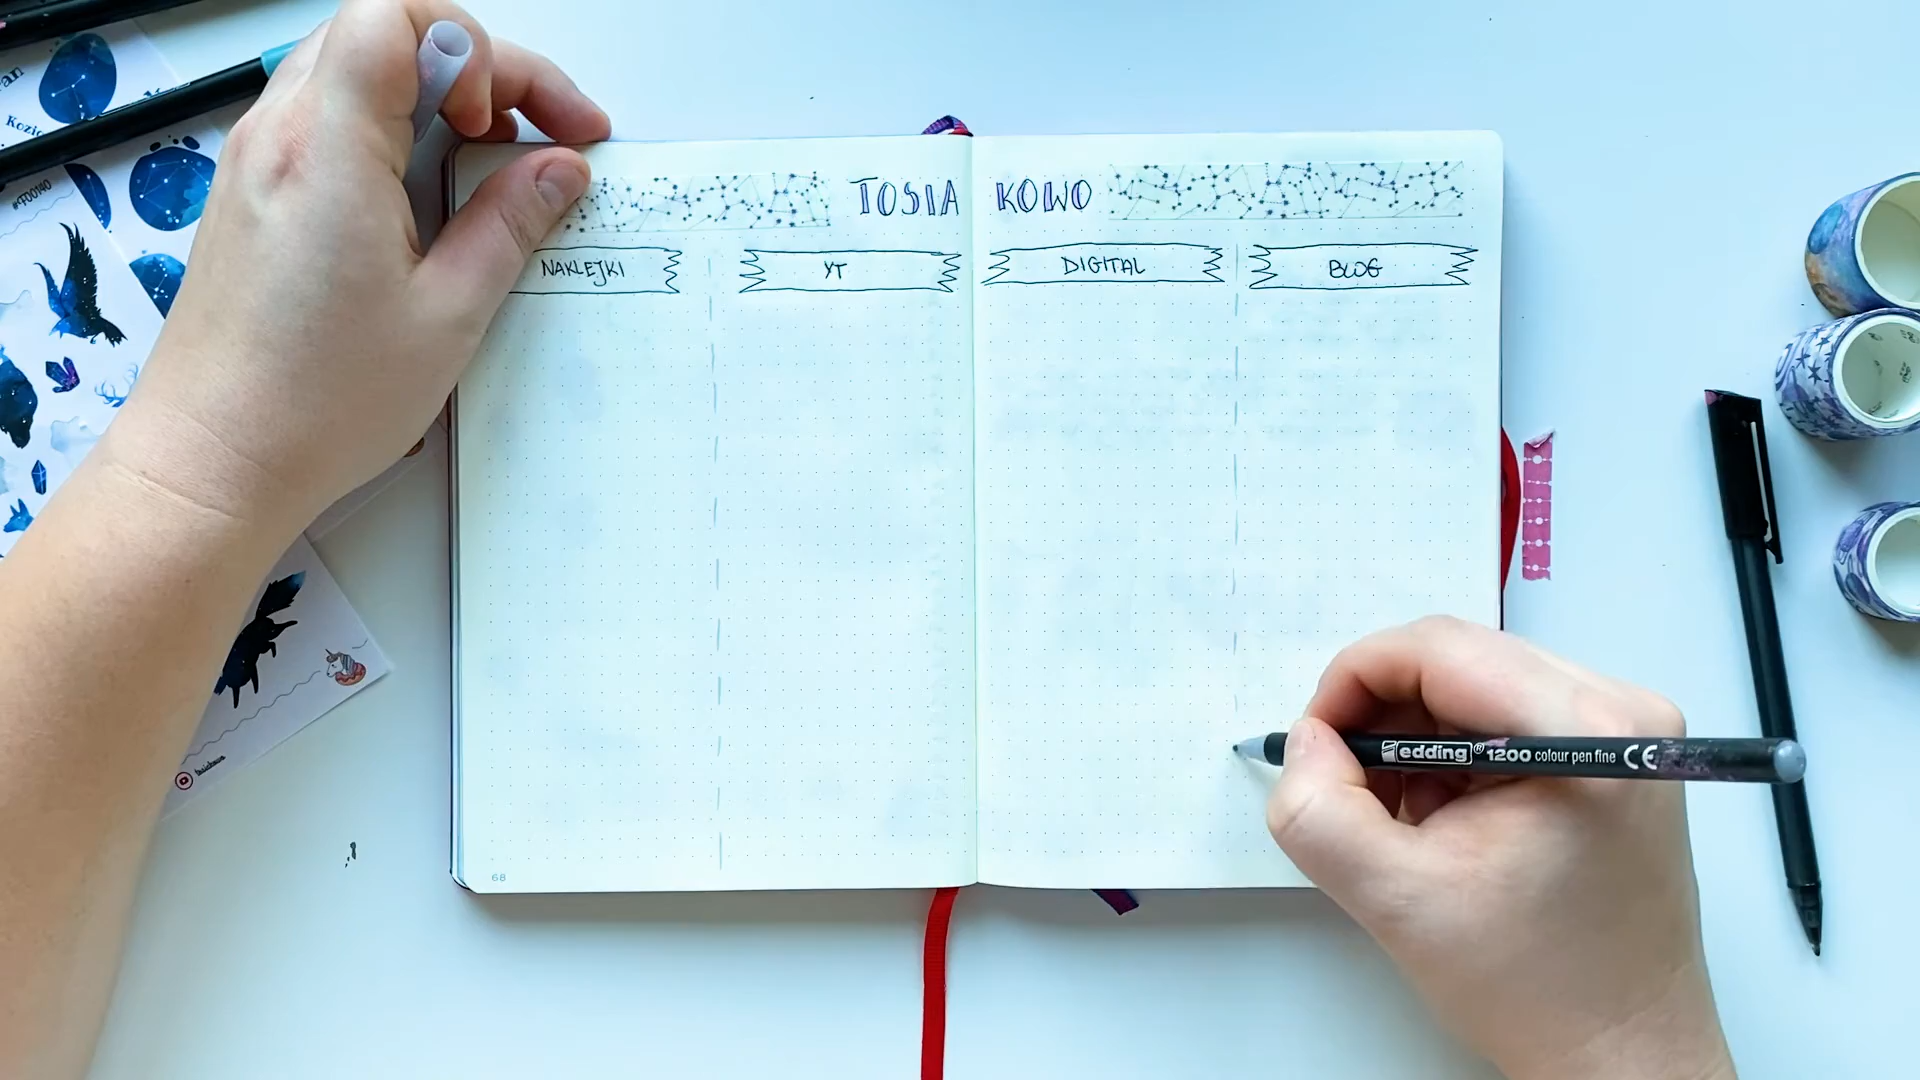 TOSIA KOWO
NAKLEJKI
YT
DIGITAL
BLOG
68
edding® 1200 colour pen fine CE